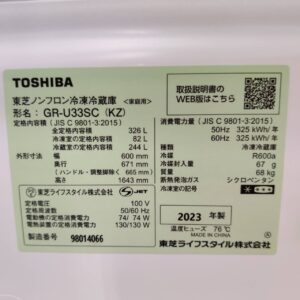 TOSHIBA
取扱説明書の
WEB版はこちら
東芝ノンフロン冷凍冷蔵庫 <家庭用>
形名: GR-U33SC (KZ)
定格内容積 (JIS C 9801-3:2015)
全定格内容積 326 L
冷凍室定格内容積 82 L
冷蔵室定格内容積 244 L
外形寸法 幅 600 mm
奥行 671 mm
(ハンドル・調整脚除く 665 mm)
高さ 1643 mm
消費電力量 (JIS C 9801-3:2015)
50Hz 325 kWh/年
60Hz 325 kWh/年
種類 冷凍冷蔵庫
冷媒 R600a
冷媒封入量 67 g
質量 68 kg
断熱発泡ガス シクロペンタン
冷凍室の記号
東芝ライフスタイル株式会社 S-JET
定格電圧 100 V
定格周波数 50/60 Hz
電動機の定格消費電力 74/ 74 W
電熱装置の定格消費電力 130/130 W
製造番号 98014066
2023 年製
温度ヒューズ 76 ℃
MADE IN CHINA
東芝ライフスタイル株式会社